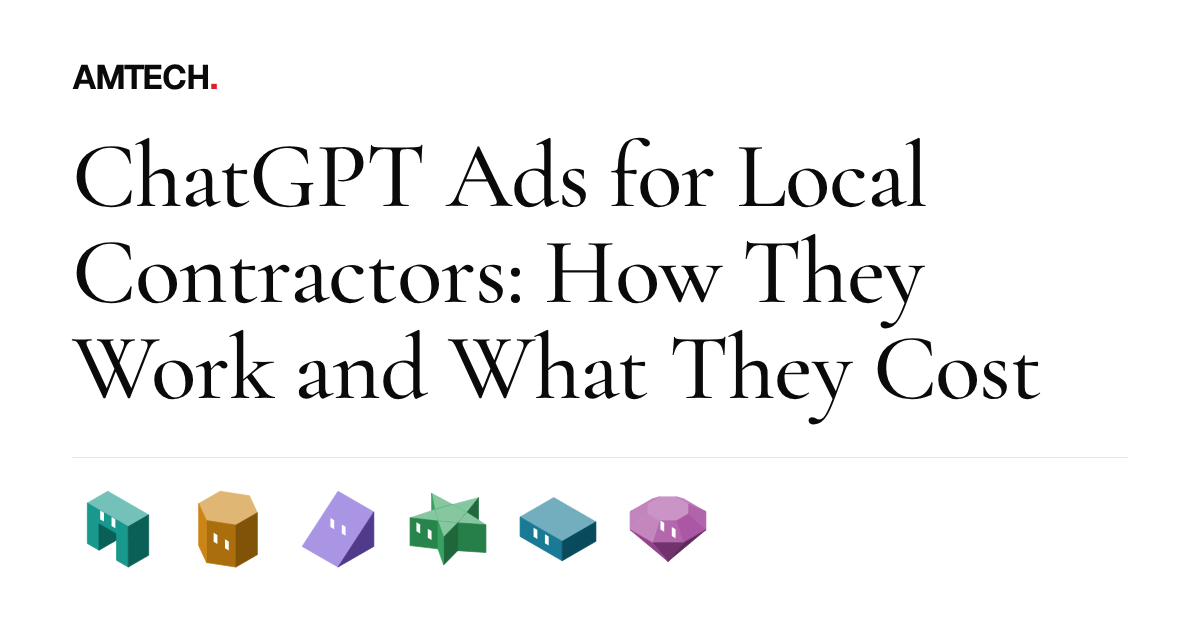 AMTECH.
ChatGPT Ads for Local
Contractors: How They
Work and What They Cost